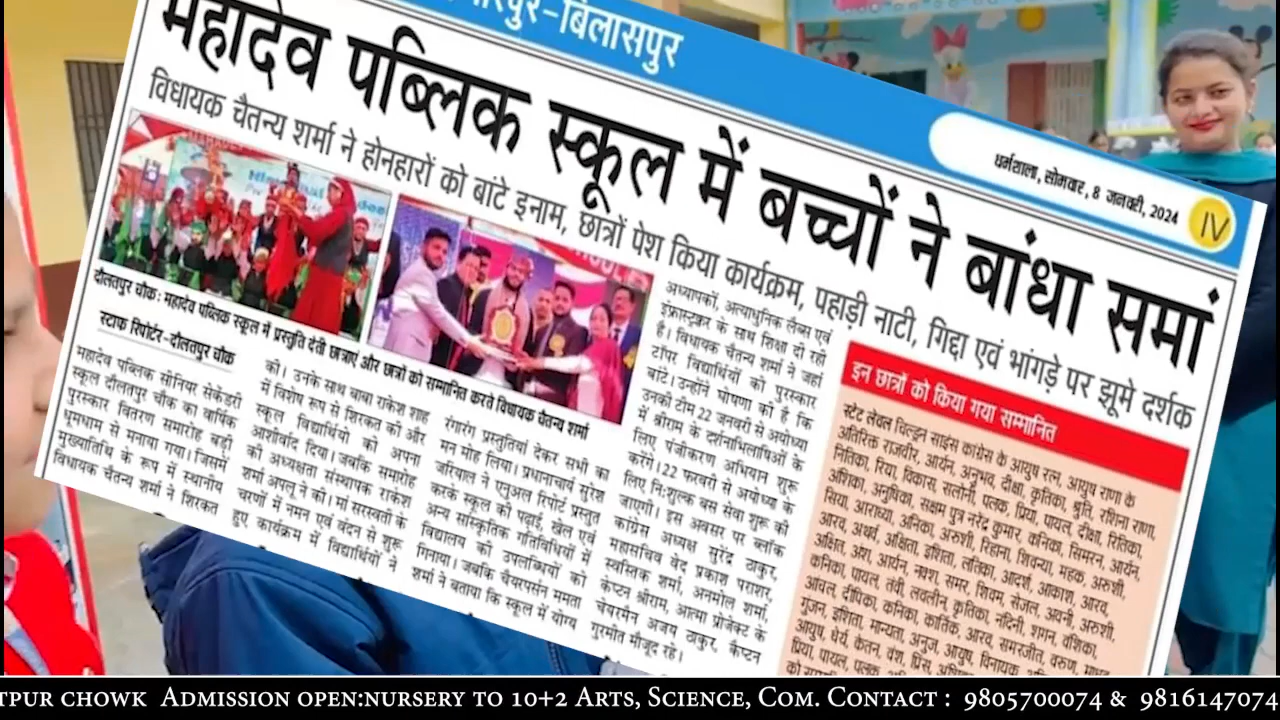 -बिलासपुर
धर्मशाला, सोमवार, 8 जनवरी, 2024
IV
महादेव पब्लिक स्कूल में बच्चों ने बांधा समां
विधायक चैतन्य शर्मा ने होनहारों को बांटे इनाम, छात्रों पेश किया कार्यक्रम, पहाड़ी नाटी, गिद्दा एवं भांगड़े पर झूमे दर्शक
दौलतपुर चौक: महादेव पब्लिक स्कूल में प्रस्तुति देती छात्राएं और छात्रों को सम्मानित करते विधायक चैतन्य शर्मा
स्टाफ रिपोर्टर-दौलतपुर चौक
महादेव पब्लिक सीनियर सेकेंडरी
स्कूल दौलतपुर चौक का वार्षिक
पुरस्कार वितरण समारोह बड़ी
धूमधाम से मनाया गया। जिसमें
मुख्यातिथि के रूप में स्थानीय
विधायक चैतन्य शर्मा ने शिरकत
की। उनके साथ बाबा राकेश शाह
में विशेष रूप से शिरकत की और
स्कूल विद्यार्थियों को अपना
आशीर्वाद दिया। जबकि समारोह
की अध्यक्षता संस्थापक राकेश
शर्मा अपलू ने की। मां सरस्वती के
चरणों में नमन एवं वंदन से शुरू
हुए कार्यक्रम में विद्यार्थियों ने
रंगारंग प्रस्तुतियां देकर सभी का
मन मोह लिया। प्रधानाचार्य सुरेश
जरियाल ने एनुअल रिपोर्ट प्रस्तुत
करके स्कूल की पढ़ाई, खेल एवं
अन्य सांस्कृतिक गतिविधियों में
विद्यालय की उपलब्धियों को
गिनाया। जबकि चैयरपर्सन ममता
शर्मा ने बताया कि स्कूल में योग्य
अध्यापकों, अत्याधुनिक लैब्स एवं
इंफ्रास्ट्रक्चर के साथ शिक्षा दी रही
है। विधायक चैतन्य शर्मा ने जहां
टॉपर विद्यार्थियों को पुरस्कार
बांटे। उन्होंने घोषणा की है कि
उनकी टीम 22 जनवरी से अयोध्या
में श्रीराम के दर्शनाभिलाषिओं के
लिए पंजीकरण अभियान शुरू
करेंगे। 22 फरवरी से अयोध्या के
लिए नि:शुल्क बस सेवा शुरू की
जाएगी। इस अवसर पर ब्लॉक
कांग्रेस अध्यक्ष सुरेंद्र ठाकुर,
महासचिव वेद प्रकाश पराशर,
स्वस्तिक शर्मा, अनमोल शर्मा,
कैप्टन श्रीराम, आत्मा प्रोजेक्ट के
चेयरमैन अजय ठाकुर, कैप्टन
गुरमीत मौजूद रहे।
इन छात्रों को किया गया सम्मानित
स्टेट लेवल चिल्ड्रन साइंस कांग्रेस के आयुष रत्न, आयुष राणा के
अतिरिक्त राजवीर, आर्यन, अनुभव, दीक्षा, कृतिका, श्रुति, रशिना राणा,
नितिका, रिया, विकास, सलोनी, पलक, प्रिया, पायल, दीक्षा, रितिका,
अंशिका, अनुषिका, सक्षम पुत्र नरेंद्र कुमार, कनिका, सिमरन, आर्यन,
सिया, आराध्या, अनिका, अरुशी, रिहाना, शिवन्या, महक, अरुशी,
आरव, अथर्व, अक्षिता, इशिता, लतिका, आदर्श, आकाश, आरव,
अक्षित, अंश, आर्यन, नावंश, समर, शिवम, सेजल, अवनी, अरुशी,
कनिका, पायल, तंवी, लवलीन, कृतिका, नंदिनी, शगन, वंशिका,
आंचल, दीपिका, कनिका, कार्तिक, आरव, समरजीत, वरुण,
गुंजन, इशिता, मान्यता, अनुज, आयुष, विनायक
आयुष, धैर्य, केतन, वंश, प्रिंस,
प्रिया, पायल, पलक
TPUR CHOWK ADMISSION OPEN:NURSERY TO 10+2 ARTS, SCIENCE, COM. CONTACT : 9805700074 & 9816147074